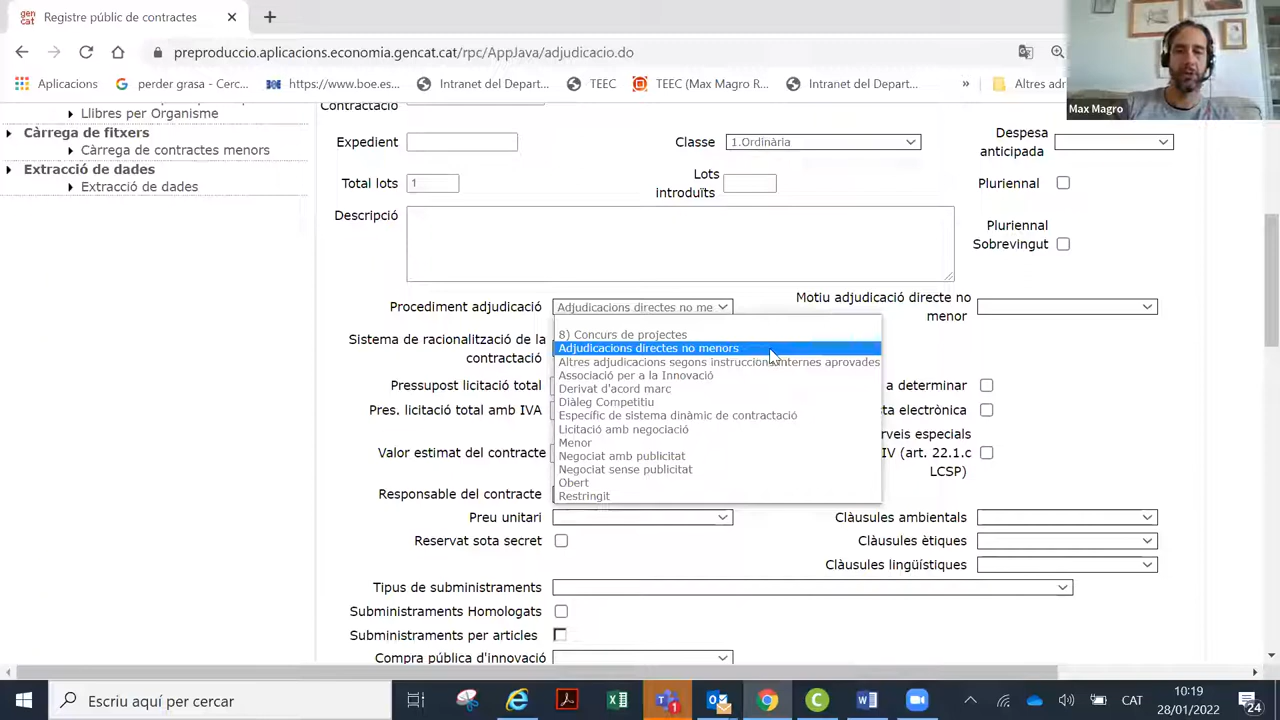 gen
cat
Registre públic de contractes
preproduccio.aplicacions.economia.gencat.cat/rpc/AppJava/adjudicacio.do
Max Magro
Aplicacions
perder grasa - Cerc...
https://www.boe.es...
Intranet del Depart...
TEEC
TEEC (Max Magro R...
Intranet del Depart...
»
Altres adre
Llibres per Organisme
Càrrega de fitxers
Càrrega de contractes menors
Extracció de dades
Extracció de dades
Contractació
Expedient
Classe
1.Ordinària
Despesa
anticipada
Total lots
1
Lots
introduïts
Pluriennal
Descripció
Pluriennal
Sobrevingut
Procediment adjudicació
Adjudicacions directes no me
Motiu adjudicació directe no
menor
8) Concurs de projectes
Adjudicacions directes no menors
Altres adjudicacions segons instruccions internes aprovades
Associació per a la Innovació
Derivat d'acord marc
Diàleg Competitiu
Específic de sistema dinàmic de contractació
Licitació amb negociació
Menor
Negociat amb publicitat
Negociat sense publicitat
Obert
Restringit
Sistema de racionalització de la
contractació
Pressupost licitació total
a determinar
Pres. licitació total amb IVA
ta electrònica
Valor estimat del contracte
rveis especials
IV (art. 22.1.c
LCSP)
Responsable del contracte
Preu unitari
Clàusules ambientals
Reservat sota secret
Clàusules ètiques
Clàusules lingüístiques
Tipus de subministraments
Subministraments Homologats
Subministraments per articles
Compra pública d'innovació
Escriu aquí per cercar
1
CAT
10:19
28/01/2022
24